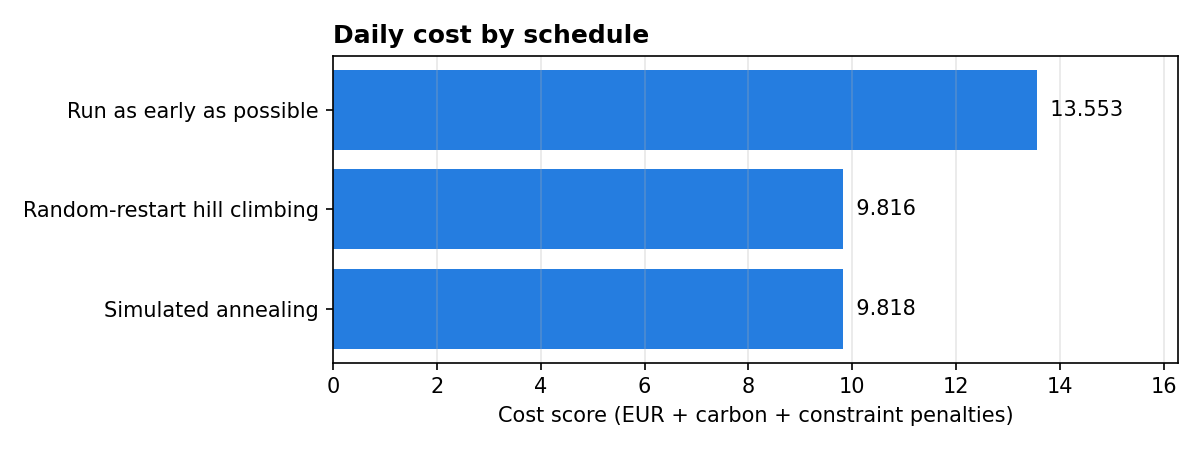 Daily cost by schedule
Run as early as possible
13.553
Random-restart hill climbing
9.816
Simulated annealing
9.818
0 2 4 6 8 10 12 14 16
Cost score (EUR + carbon + constraint penalties)